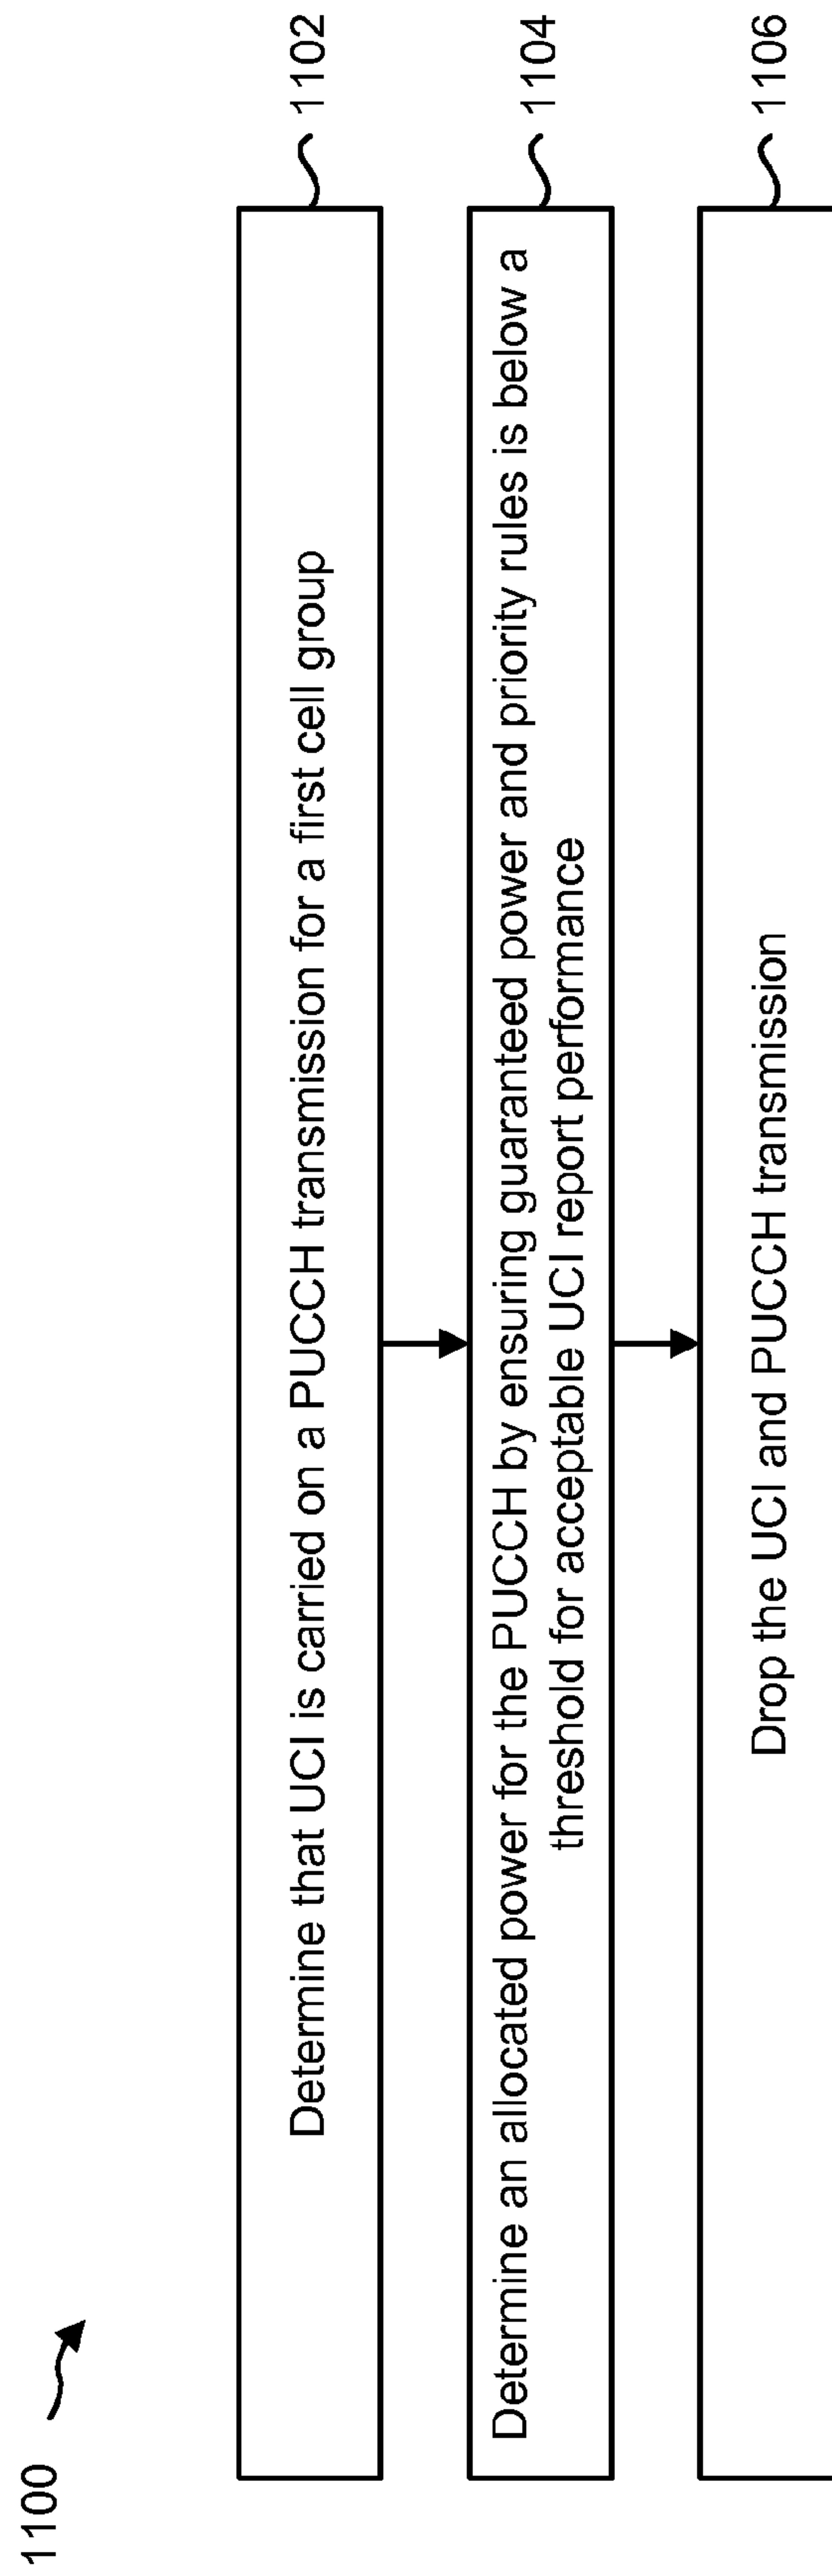 1100
Determine that UCI is carried on a PUCCH transmission for a first cell group
1102
Determine an allocated power for the PUCCH by ensuring guaranteed power and priority rules is below a
threshold for acceptable UCI report performance
1104
Drop the UCI and PUCCH transmission
1106